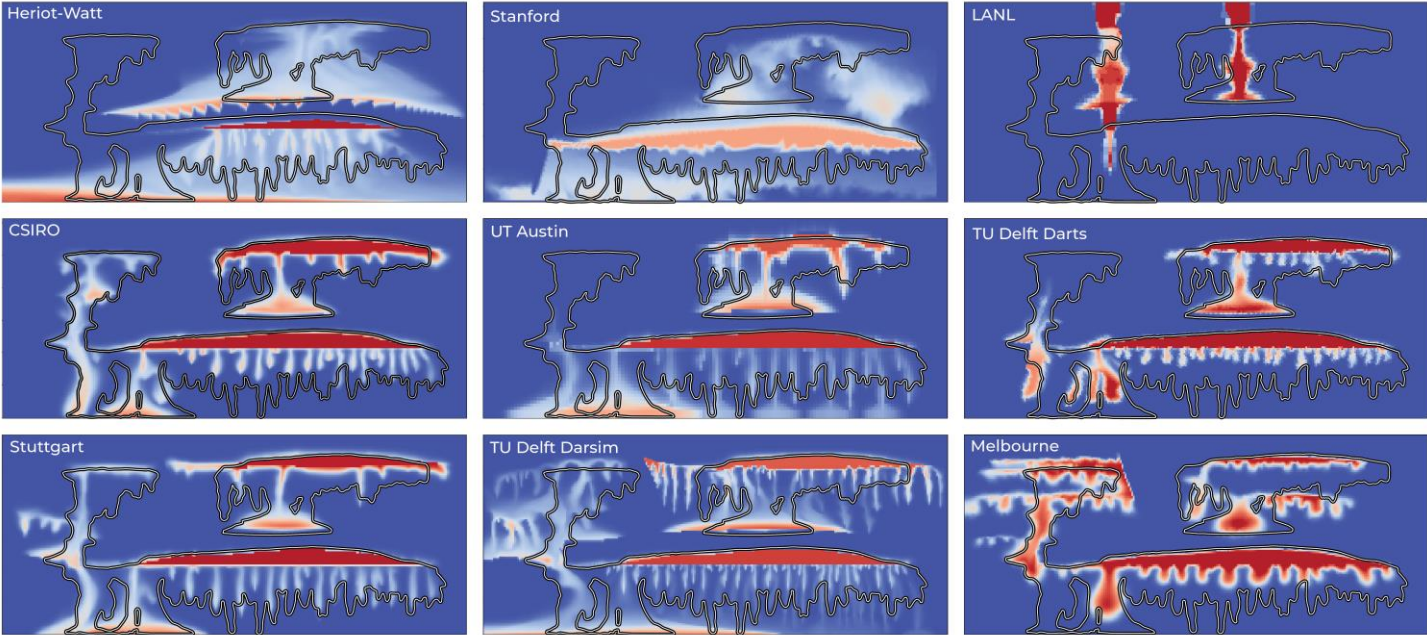 Heriot-Watt
Stanford
LANL
CSIRO
UT Austin
TU Delft Darts
Stuttgart
TU Delft Darsim
Melbourne